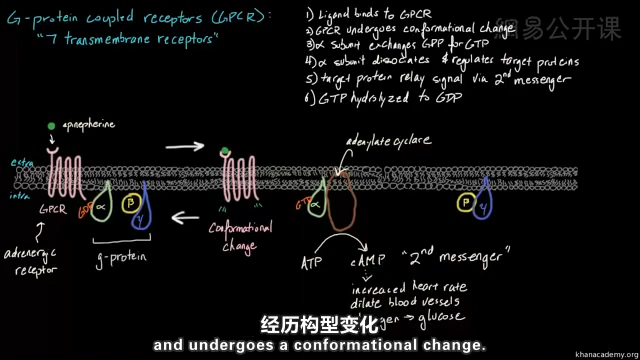 G-protein coupled receptors (GPCR):
"7 transmembrane receptors"
1) Ligand binds to GPCR
2) GPCR undergoes conformational change
3) α subunit exchanges GPP for GTP
4) α subunit dissociates & regulates target proteins
5) target protein relay signal via 2nd messenger
6) GTP hydrolyzed to GDP
網易公开课
epinepherine
adenylate cyclase
extra
intra
GPCR
GDP
α
β
γ
GTP
α
β
γ
adrenergic
receptor
g-protein
Conformational
change
ATP
cAMP
"2nd messenger"
increased heart rate
dilate blood vessels
→ glucose
经历构型变化
and undergoes a conformational change.
khanacademy.org